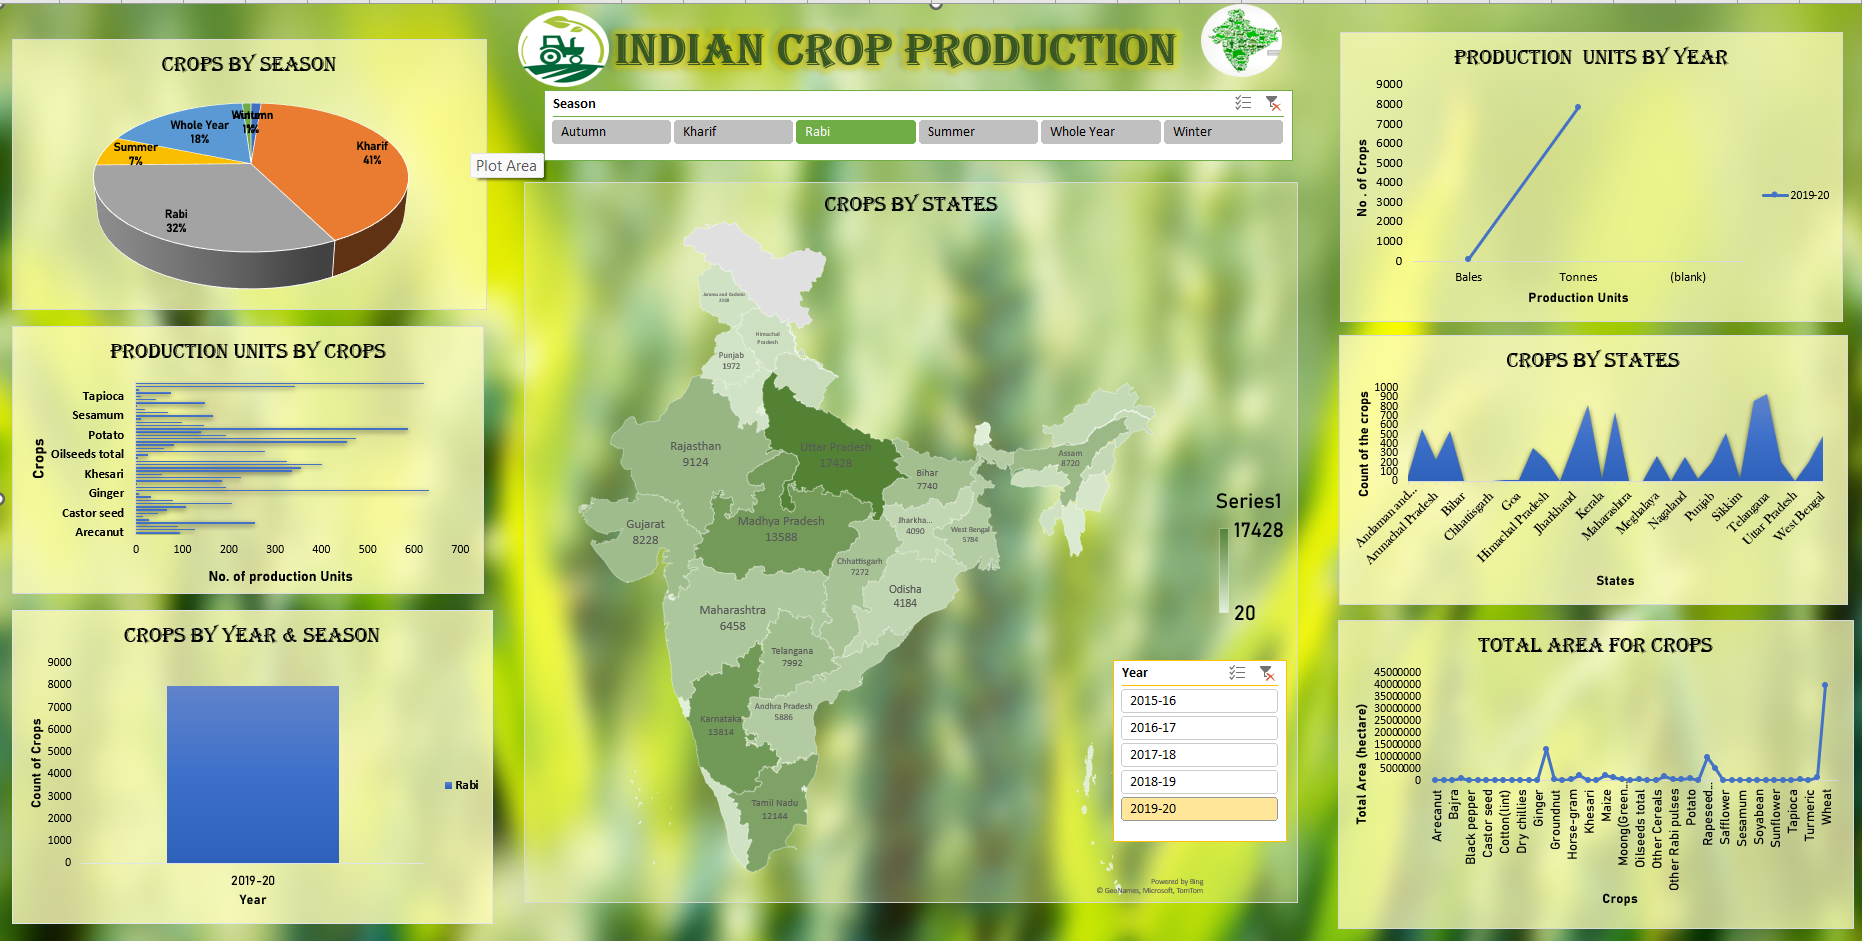 INDIAN CROP PRODUCTION
CROPS BY SEASON
Whole Year
18%
Autumn
1%
Kharif
41%
Summer
7%
Rabi
32%
Plot Area
Season
Autumn
Kharif
Rabi
Summer
Whole Year
Winter
PRODUCTION UNITS BY YEAR
9000
8000
7000
6000
5000
4000
3000
2000
1000
0
No. of Crops
2019-20
Bales
Tonnes
(blank)
Production Units
PRODUCTION UNITS BY CROPS
Crops
Tapioca
Sesamum
Potato
Oilseeds total
Khesari
Ginger
Castor seed
Arecanut
0 100 200 300 400 500 600 700
No. of production Units
CROPS BY STATES
Jammu and Kashmir
Himachal
Pradesh
Punjab
1972
Rajasthan
9124
Uttar Pradesh
17428
Bihar
7740
Assam
8720
Gujarat
8228
Madhya Pradesh
13588
Jharkha...
4090
West Bengal
5784
Chhattisgarh
7272
Odisha
4184
Maharashtra
6458
Telangana
7992
Karnataka
13814
Andhra Pradesh
5886
Tamil Nadu
12144
Series1
17428
20
Year
2015-16
2016-17
2017-18
2018-19
2019-20
Powered by Bing
© GeoNames, Microsoft, TomTom
CROPS BY STATES
1000
900
800
700
600
500
400
300
200
100
0
Count of the crops
Andaman and...
Arunachal Pradesh
Bihar
Chhattisgarh
Goa
Himachal Pradesh
Jharkhand
Kerala
Maharashtra
Meghalaya
Nagaland
Punjab
Sikkim
Telangana
Uttar Pradesh
West Bengal
States
CROPS BY YEAR & SEASON
9000
8000
7000
6000
5000
4000
3000
2000
1000
0
Count of Crops
Rabi
2019-20
Year
TOTAL AREA FOR CROPS
45000000
40000000
35000000
30000000
25000000
20000000
15000000
10000000
5000000
0
Total Area (hectare)
Arecanut
Bajra
Black pepper
Castor seed
Cotton(lint)
Dry chillies
Ginger
Groundnut
Horse-gram
Khesari
Maize
Moong(Green...
Oilseeds total
Other Cereals
Other Rabi pulses
Potato
Rapeseed...
Safflower
Sesamum
Soyabean
Sunflower
Tapioca
Turmeric
Wheat
Crops